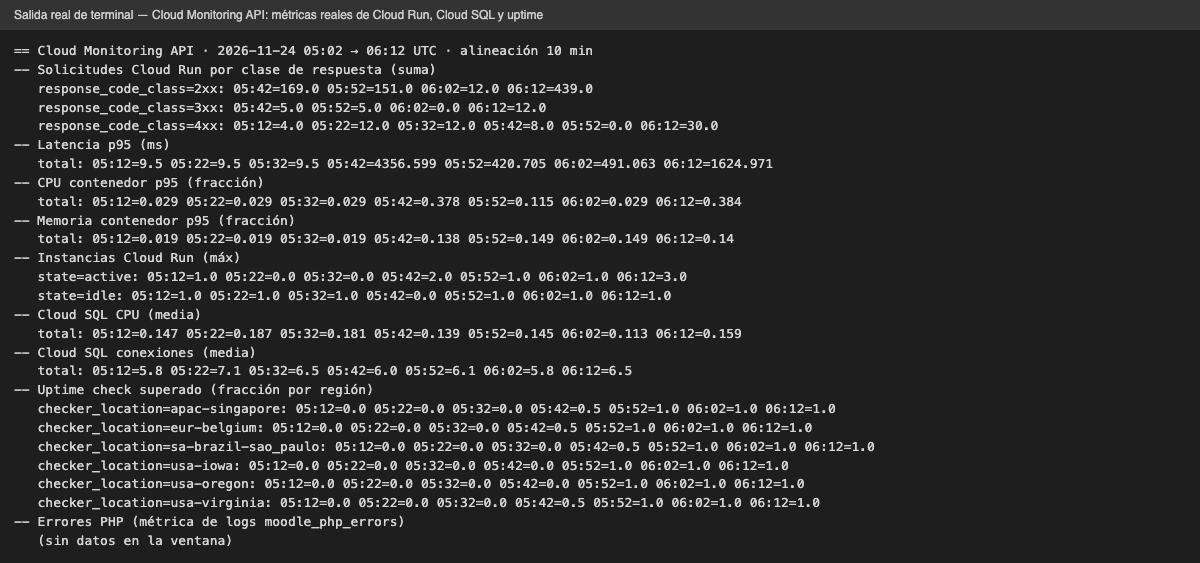 Salida real de terminal — Cloud Monitoring API: métricas reales de Cloud Run, Cloud SQL y uptime
== Cloud Monitoring API · 2026-11-24 05:02 → 06:12 UTC · alineación 10 min
—— Solicitudes Cloud Run por clase de respuesta (suma)
response_code_class=2xx: 05:42=169.0 05:52=151.0 06:02=12.0 06:12=439.0
response_code_class=3xx: 05:42=5.0 05:52=5.0 06:02=0.0 06:12=12.0
response_code_class=4xx: 05:12=4.0 05:22=12.0 05:32=12.0 05:42=8.0 05:52=0.0 06:12=30.0
—— Latencia p95 (ms)
total: 05:12=9.5 05:22=9.5 05:32=9.5 05:42=4356.599 05:52=420.705 06:02=491.063 06:12=1624.971
—— CPU contenedor p95 (fracción)
total: 05:12=0.029 05:22=0.029 05:32=0.029 05:42=0.378 05:52=0.115 06:02=0.029 06:12=0.384
—— Memoria contenedor p95 (fracción)
total: 05:12=0.019 05:22=0.019 05:32=0.019 05:42=0.138 05:52=0.149 06:02=0.149 06:12=0.14
—— Instancias Cloud Run (máx)
state=active: 05:12=1.0 05:22=0.0 05:32=0.0 05:42=2.0 05:52=1.0 06:02=1.0 06:12=3.0
state=idle: 05:12=1.0 05:22=1.0 05:32=1.0 05:42=0.0 05:52=1.0 06:02=1.0 06:12=1.0
—— Cloud SQL CPU (media)
total: 05:12=0.147 05:22=0.187 05:32=0.181 05:42=0.139 05:52=0.145 06:02=0.113 06:12=0.159
—— Cloud SQL conexiones (media)
total: 05:12=5.8 05:22=7.1 05:32=6.5 05:42=6.0 05:52=6.1 06:02=5.8 06:12=6.5
—— Uptime check superado (fracción por región)
checker_location=apac-singapore: 05:12=0.0 05:22=0.0 05:32=0.0 05:42=0.5 05:52=1.0 06:02=1.0 06:12=1.0
checker_location=eur-belgium: 05:12=0.0 05:22=0.0 05:32=0.0 05:42=0.5 05:52=1.0 06:02=1.0 06:12=1.0
checker_location=sa-brazil-sao_paulo: 05:12=0.0 05:22=0.0 05:32=0.0 05:42=0.5 05:52=1.0 06:02=1.0 06:12=1.0
checker_location=usa-iowa: 05:12=0.0 05:22=0.0 05:32=0.0 05:42=0.0 05:52=1.0 06:02=1.0 06:12=1.0
checker_location=usa-oregon: 05:12=0.0 05:22=0.0 05:32=0.0 05:42=0.0 05:52=1.0 06:02=1.0 06:12=1.0
checker_location=usa-virginia: 05:12=0.0 05:22=0.0 05:32=0.0 05:42=0.5 05:52=1.0 06:02=1.0 06:12=1.0
—— Errores PHP (métrica de logs moodle_php_errors)
(sin datos en la ventana)